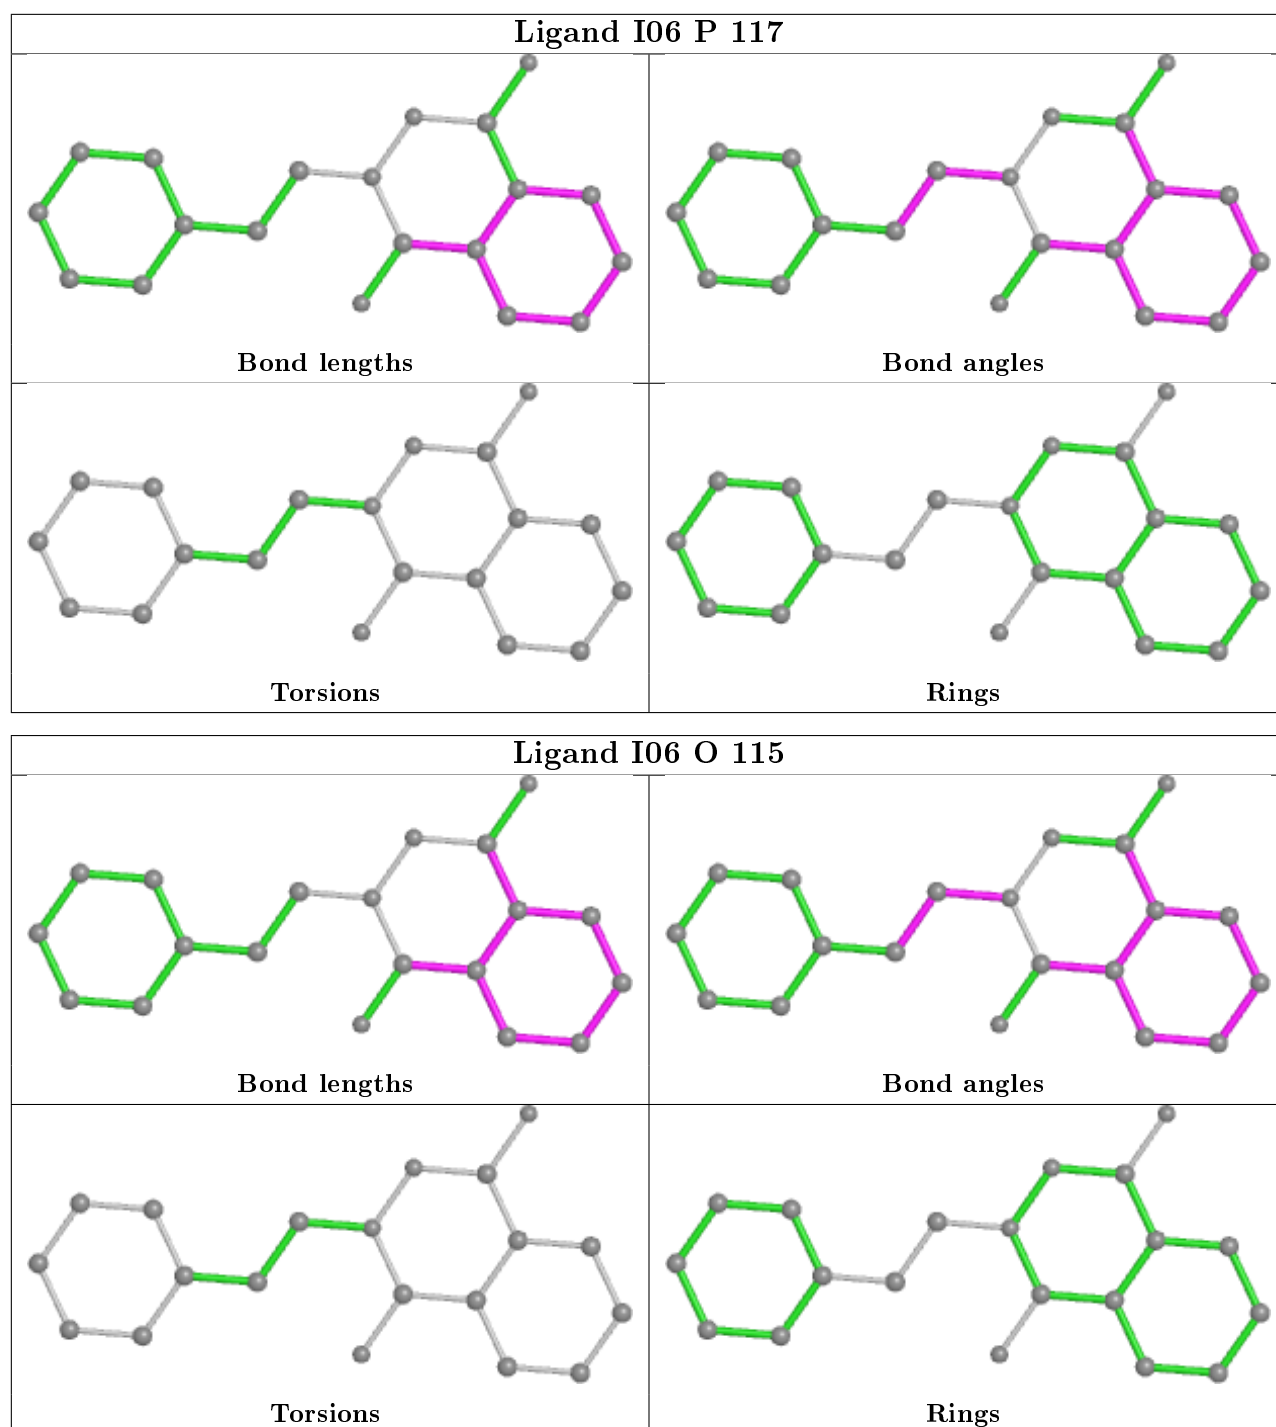 Ligand I06 P 117
Bond lengths
Bond angles
Torsions
Rings
Ligand I06 O 115
Bond lengths
Bond angles
Torsions
Rings